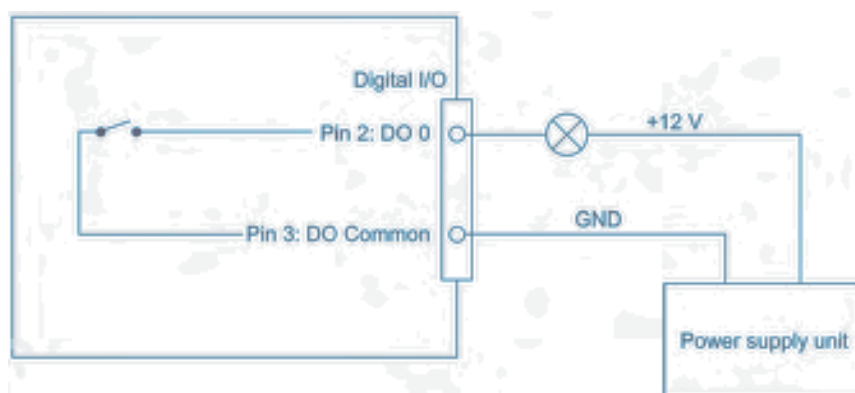 Digital I/O
Pin 2: DO 0
+12 V
Pin 3: DO Common
GND
Power supply unit